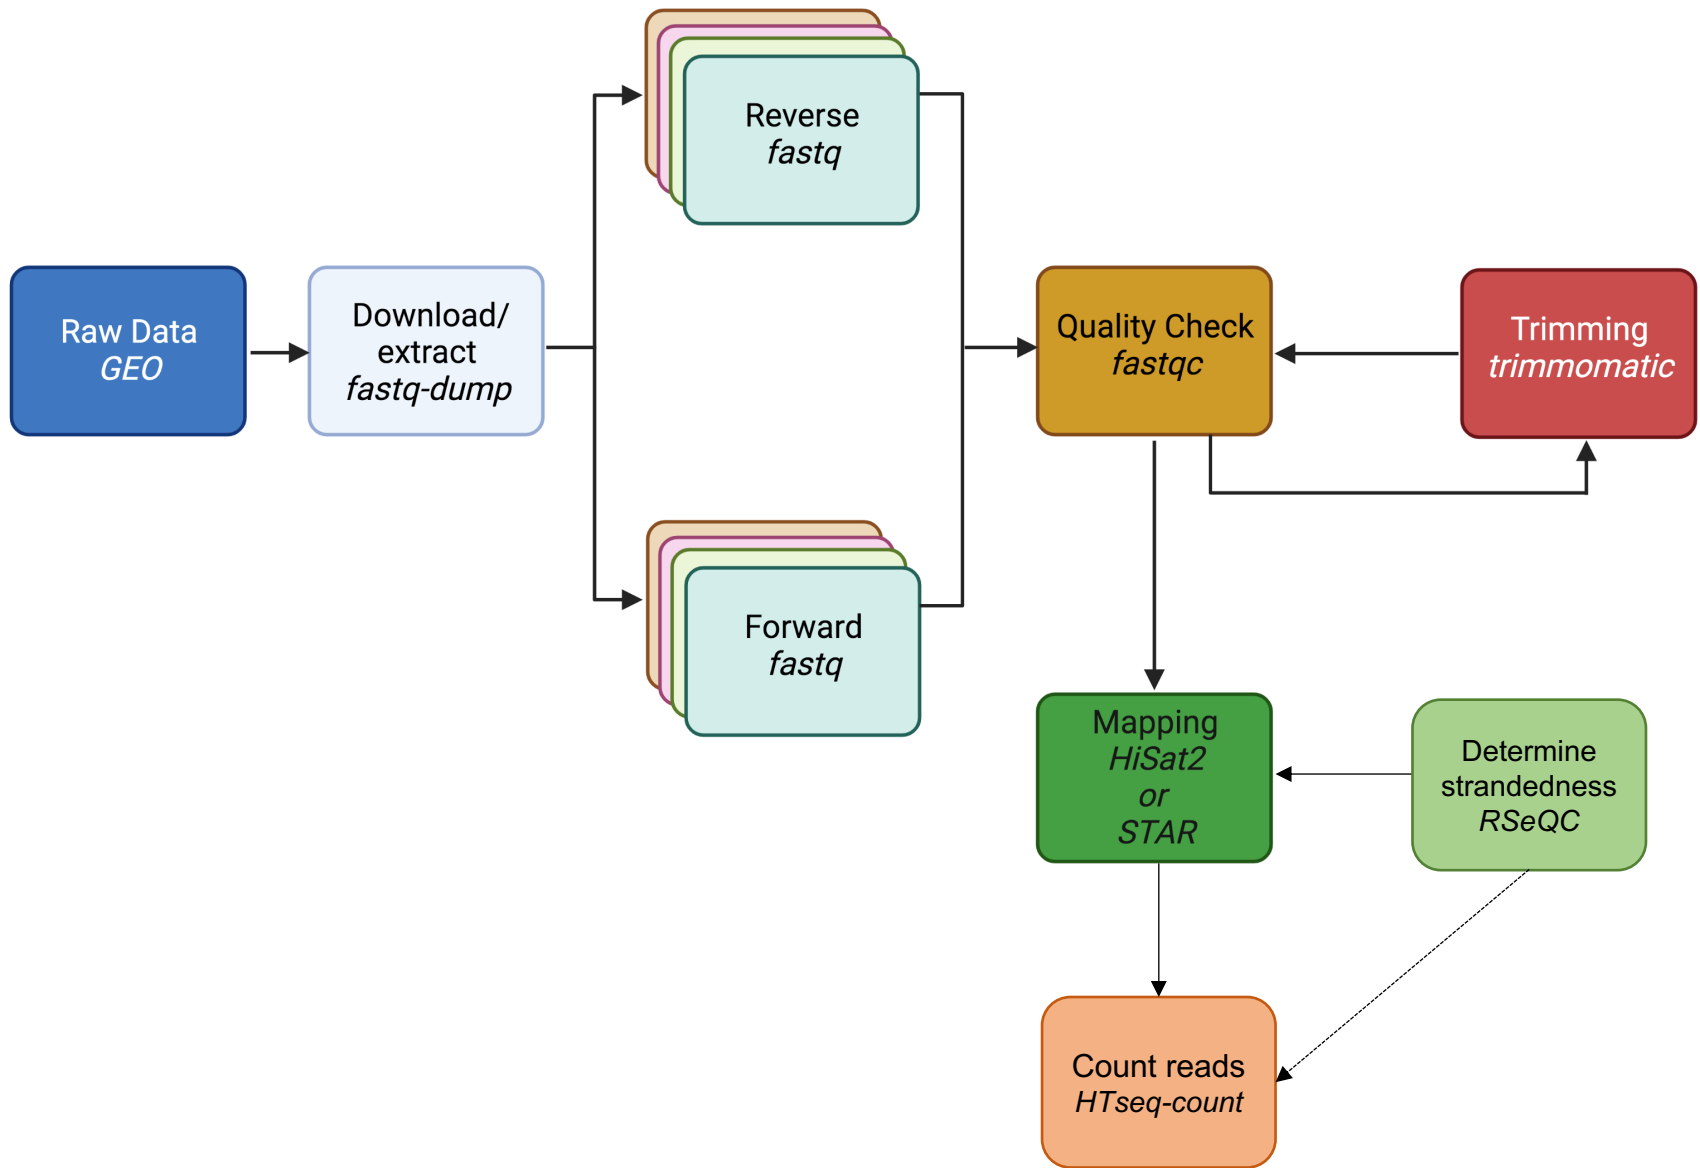 Reverse
fastq
Raw Data
GEO
Download/
extract
fastq-dump
Quality Check
fastqc
Trimming
trimmomatic
Forward
fastq
Mapping
HiSat2
or
STAR
Determine
strandedness
RSeQC
Count reads
HTseq-count